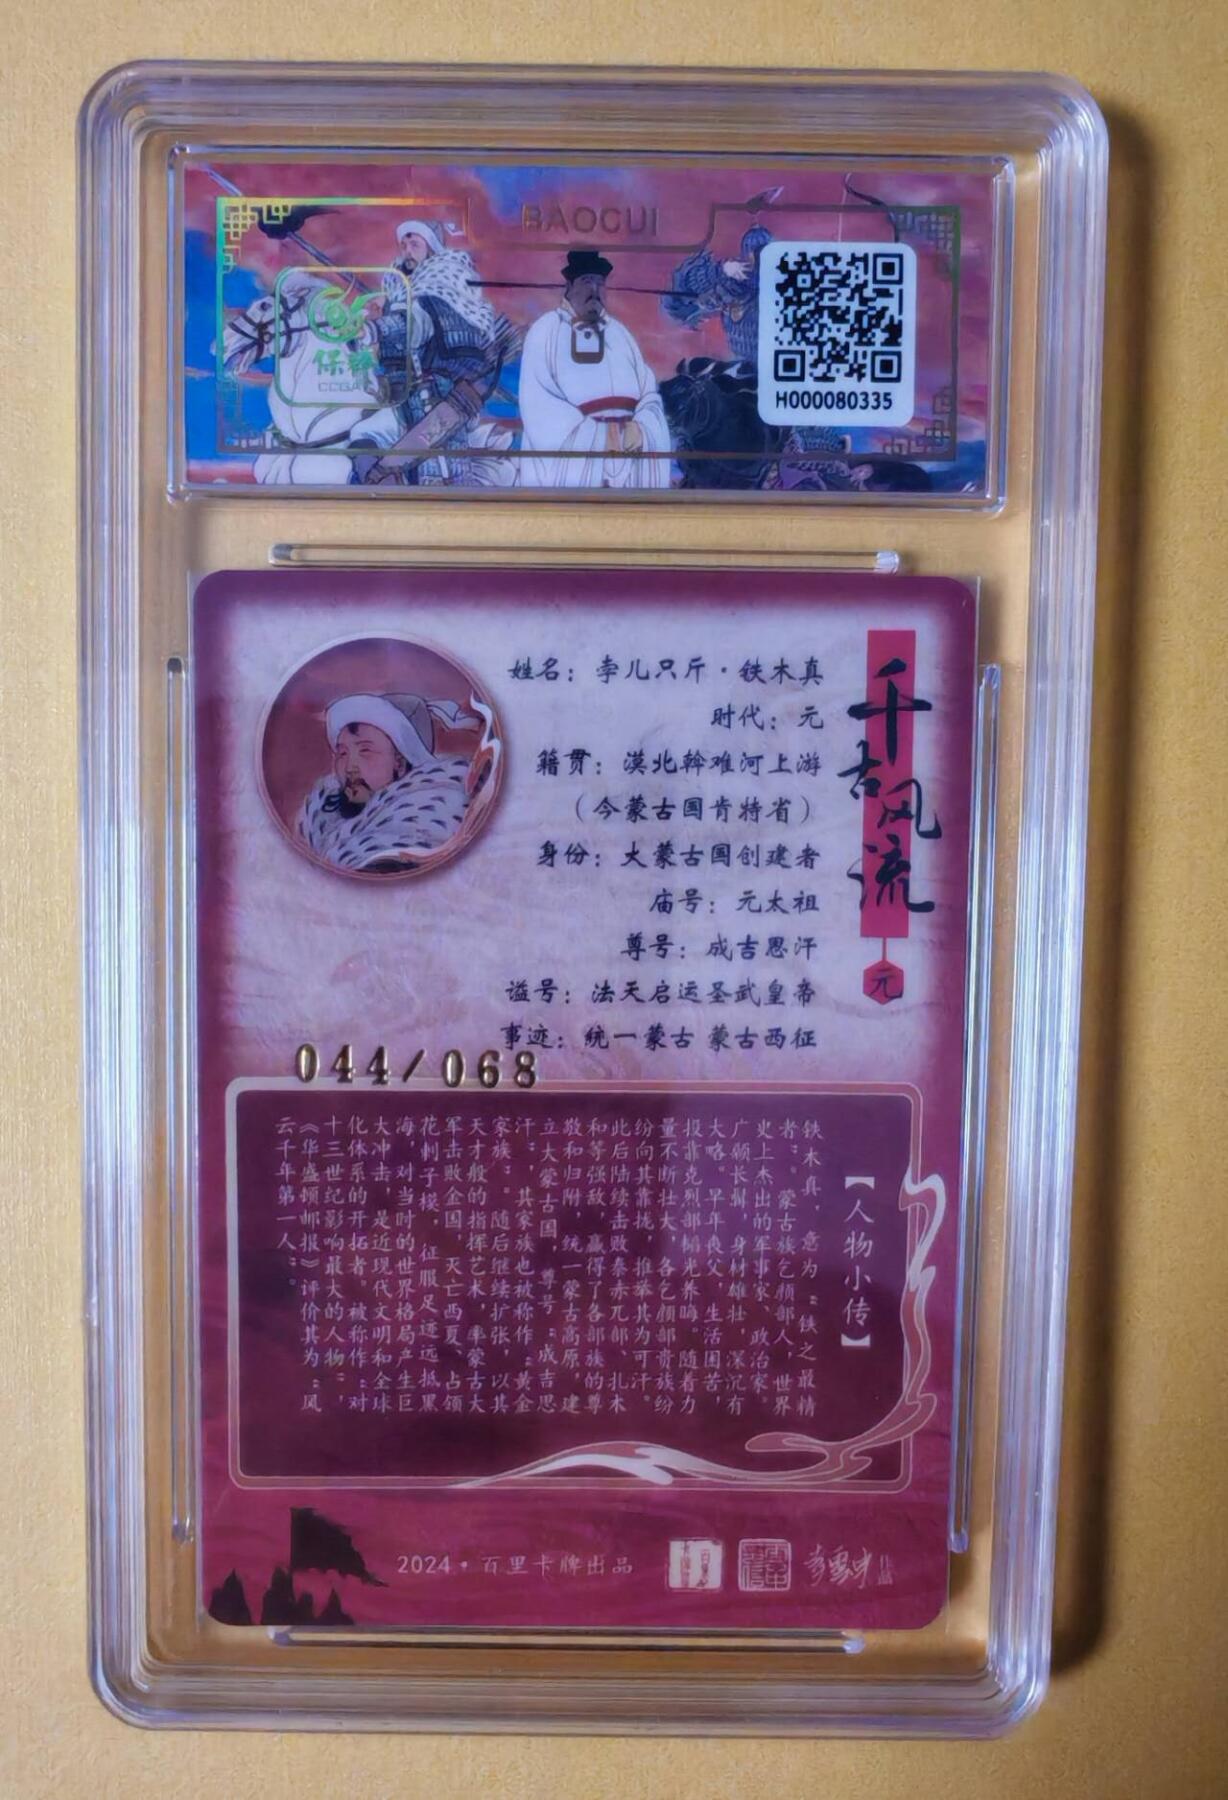 BAOCUI
保粹
CCGA
H000080335
千古风流
元
姓名：孛儿只斤·铁木真
时代：元
籍贯：漠北斡难河上游
（今蒙古国肯特省）
身份：大蒙古国创建者
庙号：元太祖
尊号：成吉思汗
谥号：法天启运圣武皇帝
事迹：统一蒙古 蒙古西征
044/068
【人物小传】
铁木真，意为“铁之最精
者”。蒙古族乞颜部人，世界
史上杰出的军事家、政治家。
广颡长髯，身材雄壮，深沉有
大略。早年丧父，生活困苦，
投靠克烈部韬光养晦。随着力
量不断壮大，各乞颜部贵族纷
纷向其靠拢，推举其为可汗。
此后陆续击败泰赤兀部、扎木
和等强敌，赢得了各部族的尊
敬和归附，统一蒙古高原，建
立大蒙古国，尊号“成吉思
汗”，其家族也被称作“黄金
家族”。随后继续扩张，以其
天才般的指挥艺术，率蒙古大
军击败金国，灭亡西夏、占领
花剌子模，征服足迹远抵黑
海，对当时的世界格局产生巨
大冲击，是近现代文明和全球
化体系的开拓者。被称作“对
十三世纪影响最大的人物”，
《华盛顿邮报》评价其为“风
云千年第一人”。
2024·百里卡牌出品
作品